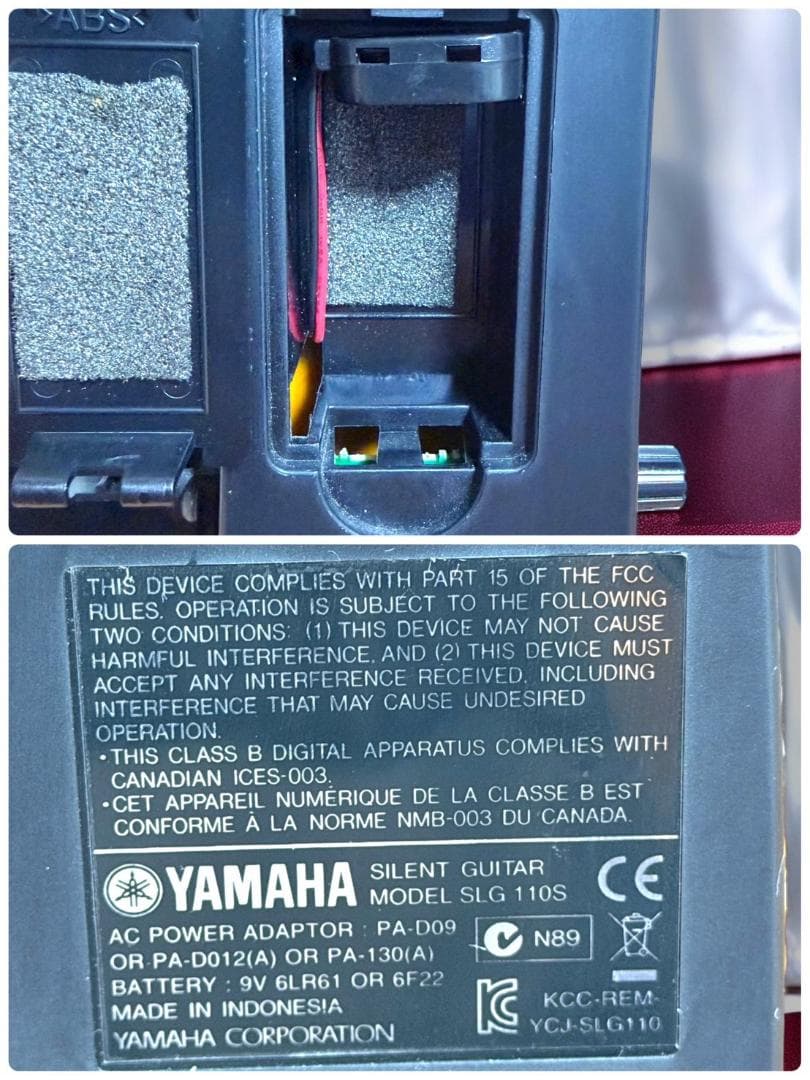 >ABS<
THIS DEVICE COMPLIES WITH PART 15 OF THE FCC
RULES. OPERATION IS SUBJECT TO THE FOLLOWING
TWO CONDITIONS: (1) THIS DEVICE MAY NOT CAUSE
HARMFUL INTERFERENCE, AND (2) THIS DEVICE MUST
ACCEPT ANY INTERFERENCE RECEIVED, INCLUDING
INTERFERENCE THAT MAY CAUSE UNDESIRED
OPERATION.
•THIS CLASS B DIGITAL APPARATUS COMPLIES WITH
CANADIAN ICES-003.
•CET APPAREIL NUMÉRIQUE DE LA CLASSE B EST
CONFORME À LA NORME NMB-003 DU CANADA.
YAMAHA SILENT GUITAR
MODEL SLG 110S
CE
AC POWER ADAPTOR : PA-D09
OR PA-D012(A) OR PA-130(A)
N89
BATTERY : 9V 6LR61 OR 6F22
MADE IN INDONESIA
YAMAHA CORPORATION
KCC-REM-
YCJ-SLG110